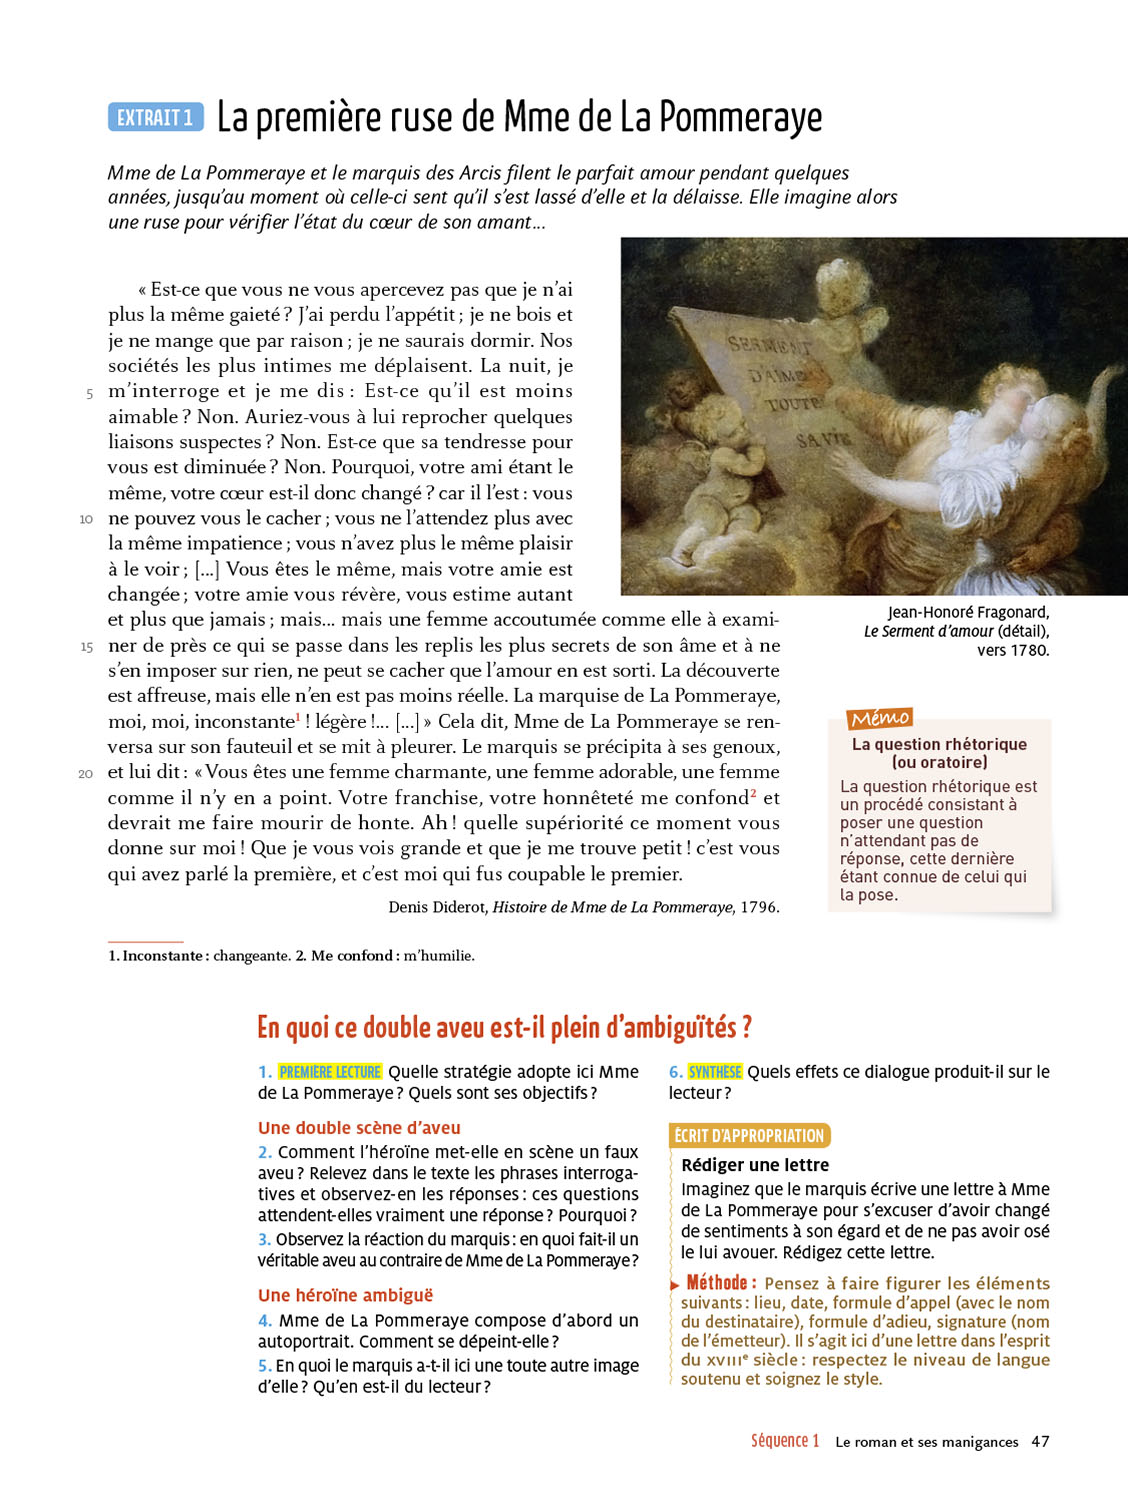 EXTRAIT 1 La première ruse de Mme de La Pommeraye
Mme de La Pommeraye et le marquis des Arcis filent le parfait amour pendant quelques
années, jusqu’au moment où celle-ci sent qu’il s’est lassé d’elle et la délaisse. Elle imagine alors
une ruse pour vérifier l’état du cœur de son amant...
« Est-ce que vous ne vous apercevez pas que je n’ai
plus la même gaieté ? J’ai perdu l’appétit ; je ne bois et
je ne mange que par raison ; je ne saurais dormir. Nos
sociétés les plus intimes me déplaisent. La nuit, je
5 m’interroge et je me dis : Est-ce qu’il est moins
aimable ? Non. Auriez-vous à lui reprocher quelques
liaisons suspectes ? Non. Est-ce que sa tendresse pour
vous est diminuée ? Non. Pourquoi, votre ami étant le
même, votre cœur est-il donc changé ? car il l’est : vous
10 ne pouvez vous le cacher ; vous ne l’attendez plus avec
la même impatience ; vous n’avez plus le même plaisir
à le voir ; [...] Vous êtes le même, mais votre amie est
changée ; votre amie vous révère, vous estime autant
et plus que jamais ; mais... mais une femme accoutumée comme elle à exami-
15 ner de près ce qui se passe dans les replis les plus secrets de son âme et à ne
s’en imposer sur rien, ne peut se cacher que l’amour en est sorti. La découverte
est affreuse, mais elle n’en est pas moins réelle. La marquise de La Pommeraye,
moi, moi, inconstante1 ! légère !... [...] » Cela dit, Mme de La Pommeraye se ren-
versa sur son fauteuil et se mit à pleurer. Le marquis se précipita à ses genoux,
20 et lui dit : « Vous êtes une femme charmante, une femme adorable, une femme
comme il n’y en a point. Votre franchise, votre honnêteté me confond2 et
devrait me faire mourir de honte. Ah ! quelle supériorité ce moment vous
donne sur moi ! Que je vous vois grande et que je me trouve petit ! c’est vous
qui avez parlé la première, et c’est moi qui fus coupable le premier.
Denis Diderot, Histoire de Mme de La Pommeraye, 1796.
1. Inconstante : changeante. 2. Me confond : m’humilie.
SERMENT
D'AIMER
TOUTE
SA VIE
Jean-Honoré Fragonard,
Le Serment d’amour (détail),
vers 1780.
Mémo
La question rhétorique
(ou oratoire)
La question rhétorique est
un procédé consistant à
poser une question
n’attendant pas de
réponse, cette dernière
étant connue de celui qui
la pose.
En quoi ce double aveu est-il plein d’ambiguïtés ?
1. PREMIÈRE LECTURE Quelle stratégie adopte ici Mme
de La Pommeraye ? Quels sont ses objectifs ?
Une double scène d’aveu
2. Comment l’héroïne met-elle en scène un faux
aveu ? Relevez dans le texte les phrases interroga-
tives et observez-en les réponses : ces questions
attendent-elles vraiment une réponse ? Pourquoi ?
3. Observez la réaction du marquis : en quoi fait-il un
véritable aveu au contraire de Mme de La Pommeraye ?
Une héroïne ambiguë
4. Mme de La Pommeraye compose d’abord un
autoportrait. Comment se dépeint-elle ?
5. En quoi le marquis a-t-il ici une toute autre image
d’elle ? Qu’en est-il du lecteur ?
6. SYNTHÈSE Quels effets ce dialogue produit-il sur le
lecteur ?
ÉCRIT D’APPROPRIATION
Rédiger une lettre
Imaginez que le marquis écrive une lettre à Mme
de La Pommeraye pour s’excuser d’avoir changé
de sentiments à son égard et de ne pas avoir osé
le lui avouer. Rédigez cette lettre.
Méthode : Pensez à faire figurer les éléments
suivants : lieu, date, formule d’appel (avec le nom
du destinataire), formule d’adieu, signature (nom
de l’émetteur). Il s’agit ici d’une lettre dans l’esprit
du XVIIIe siècle : respectez le niveau de langue
soutenu et soignez le style.
Séquence 1 Le roman et ses manigances 47